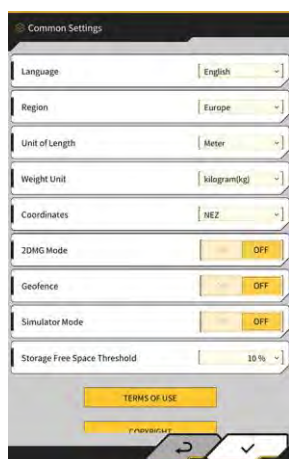 Common Settings
Language English
Region Europe
Unit of Length Meter
Weight Unit kilogram(kg)
Coordinates NEZ
2DMG Mode OFF
Geofence OFF
Simulator Mode OFF
Storage Free Space Threshold 10 %
TERMS OF USE
COPYRIGHT